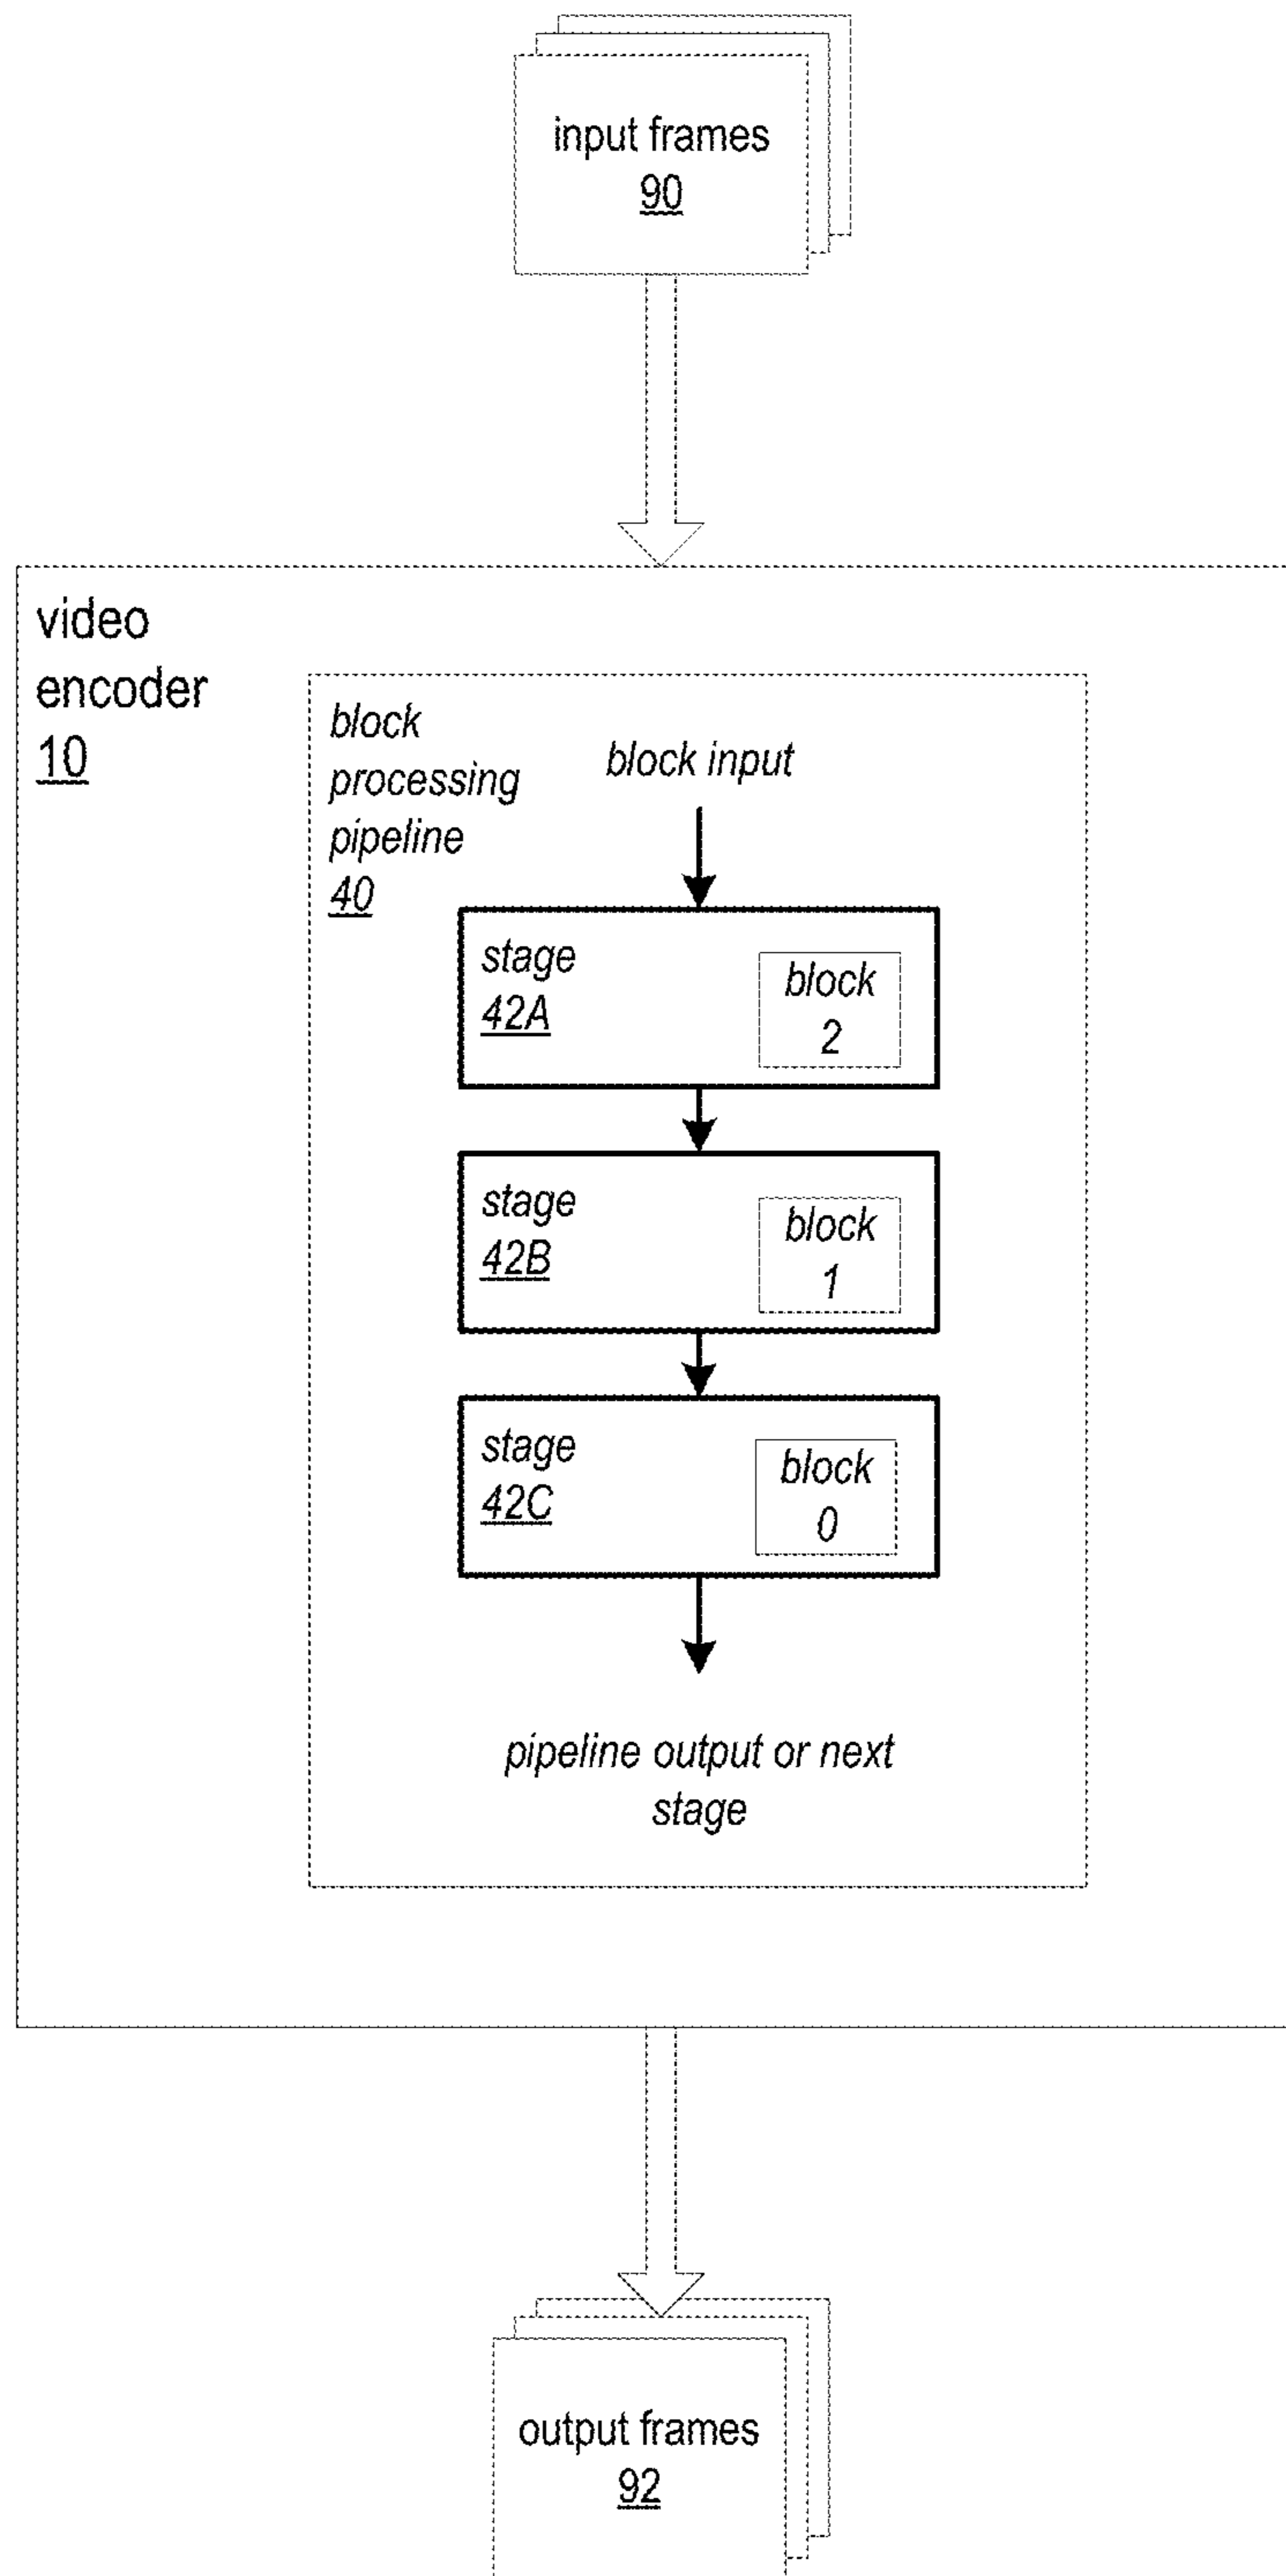 input frames
90
video
encoder
10
block
processing
pipeline
40
block input
stage
42A
block
2
stage
42B
block
1
stage
42C
block
0
pipeline output or next
stage
output frames
92